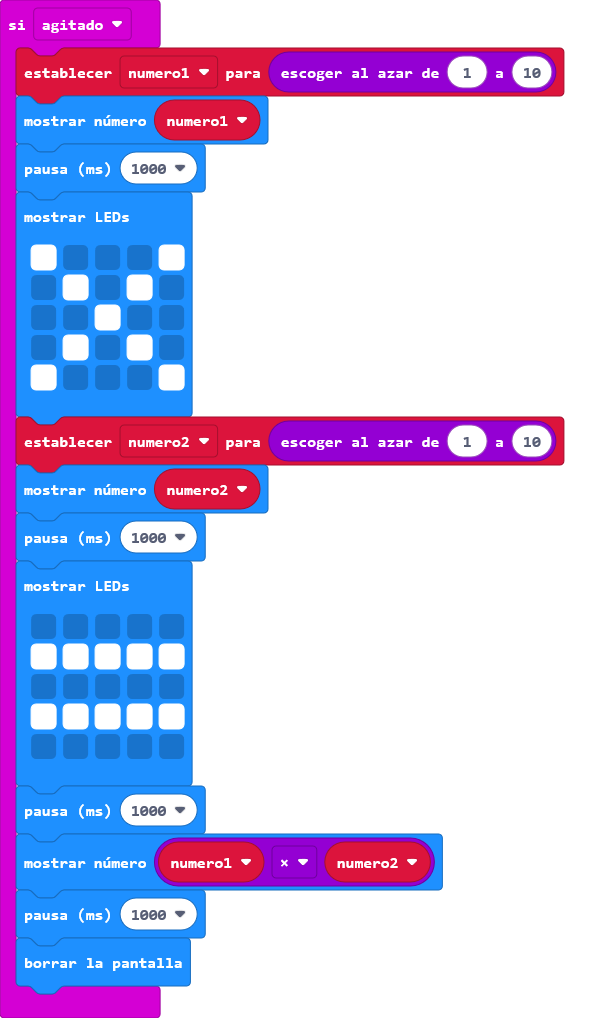 si agitado
establecer numero1 para escoger al azar de 1 a 10
mostrar número numero1
pausa (ms) 1000
mostrar LEDs
establecer numero2 para escoger al azar de 1 a 10
mostrar número numero2
pausa (ms) 1000
mostrar LEDs
pausa (ms) 1000
mostrar número numero1 × numero2
pausa (ms) 1000
borrar la pantalla